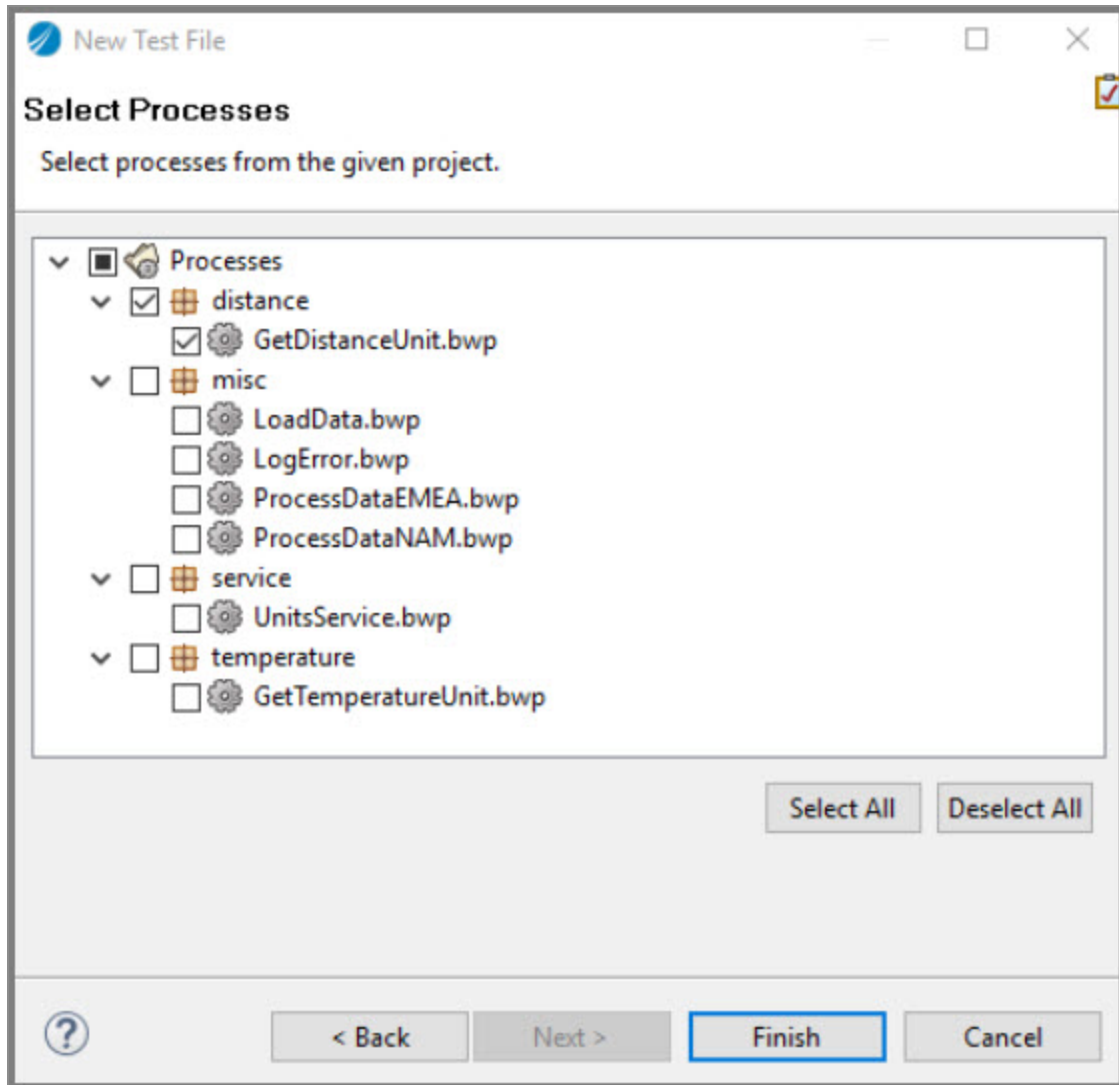 New Test File
Select Processes
Select processes from the given project.
Processes
distance
GetDistanceUnit.bwp
misc
LoadData.bwp
LogError.bwp
ProcessDataEMEA.bwp
ProcessDataNAM.bwp
service
UnitsService.bwp
temperature
GetTemperatureUnit.bwp
Select All Deselect All
? < Back Next > Finish Cancel